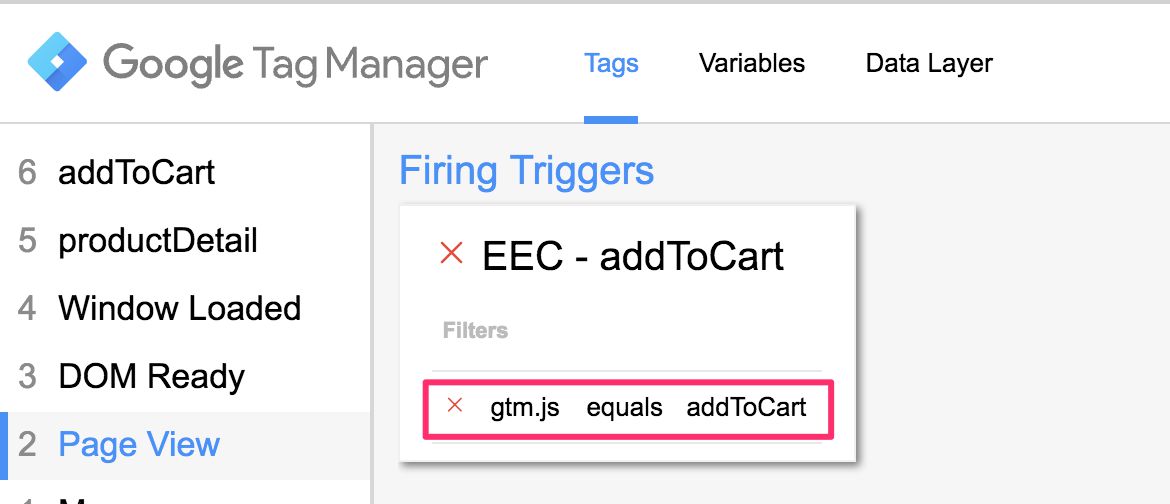 Google Tag Manager Tags Variables Data Layer
6 addToCart
5 productDetail
4 Window Loaded
3 DOM Ready
2 Page View
Firing Triggers
EEC - addToCart
Filters
gtm.js equals addToCart